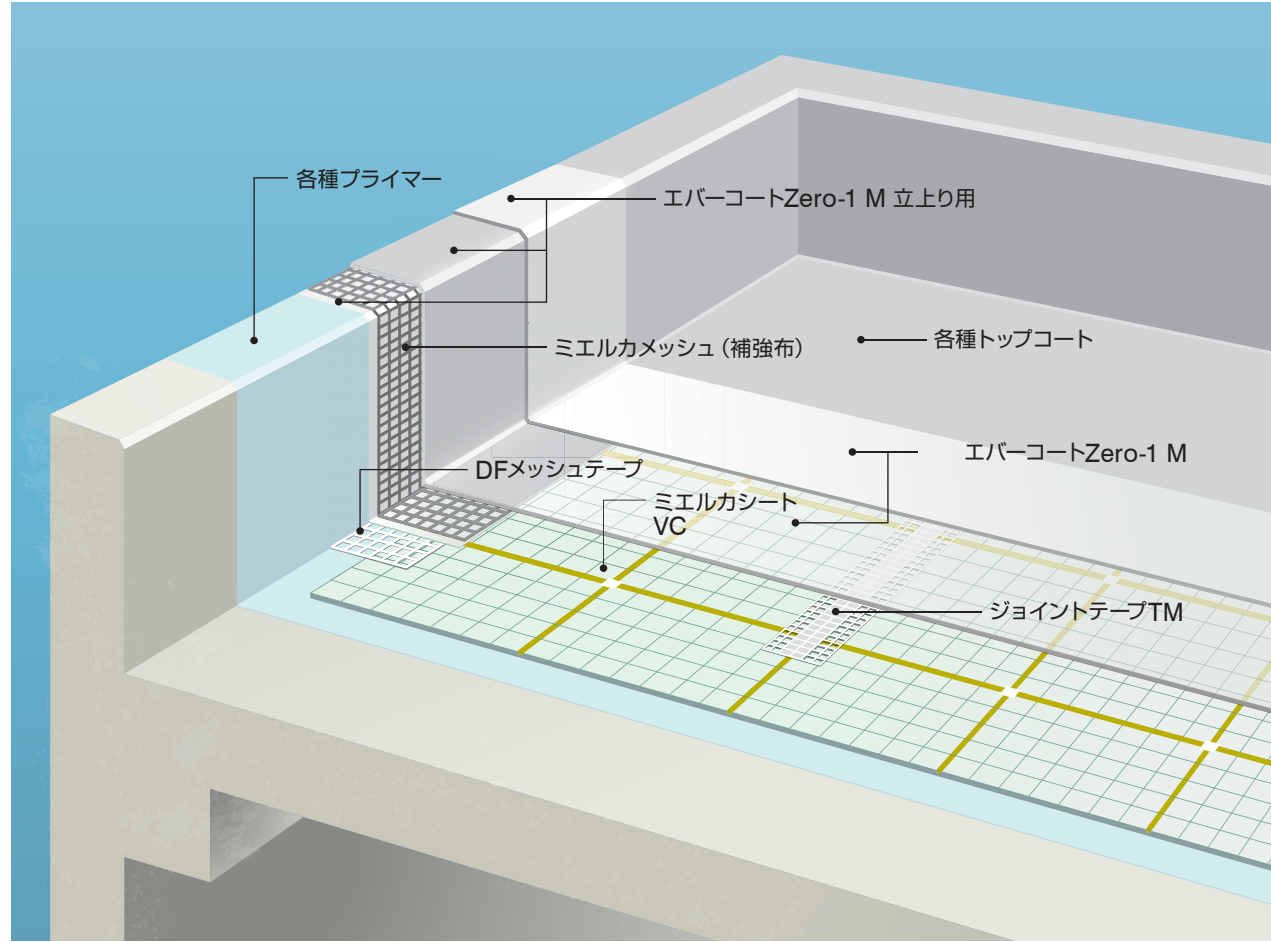 各種プライマー
エバーコートZero-1 M 立上り用
ミエルカメッシュ（補強布）
各種トップコート
エバーコートZero-1 M
DFメッシュテープ
ミエルカシート
VC
ジョイントテープTM